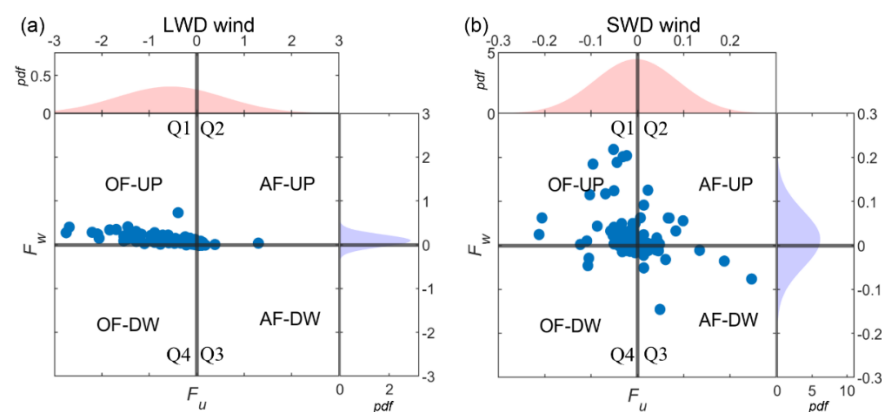 (a) LWD wind
-3 -2 0 2 3
pdf
0.5
0
Q1 Q2
OF-UP AF-UP
F_w
OF-DW AF-DW
Q4 Q3
F_u
3
2
1
0
-1
-2
-3
0 2
pdf
(b) SWD wind
-0.2 -0.1 0 0.1 0.3
pdf
5
0
Q1 Q2
OF-UP AF-UP
F_w
OF-DW AF-DW
Q4 Q3
F_u
0.3
0.2
0.1
0
-0.1
-0.2
-0.3
0 5 10
pdf